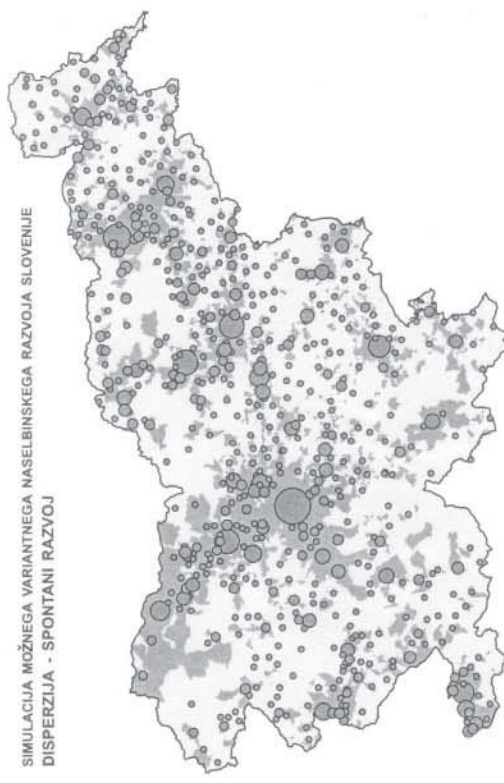 SIMULACIJA MOŽNEGA VARIANTNEGA NASELBINSKEGA RAZVOJA SLOVENIJE
DISPERZIJA - SPONTANI RAZVOJ